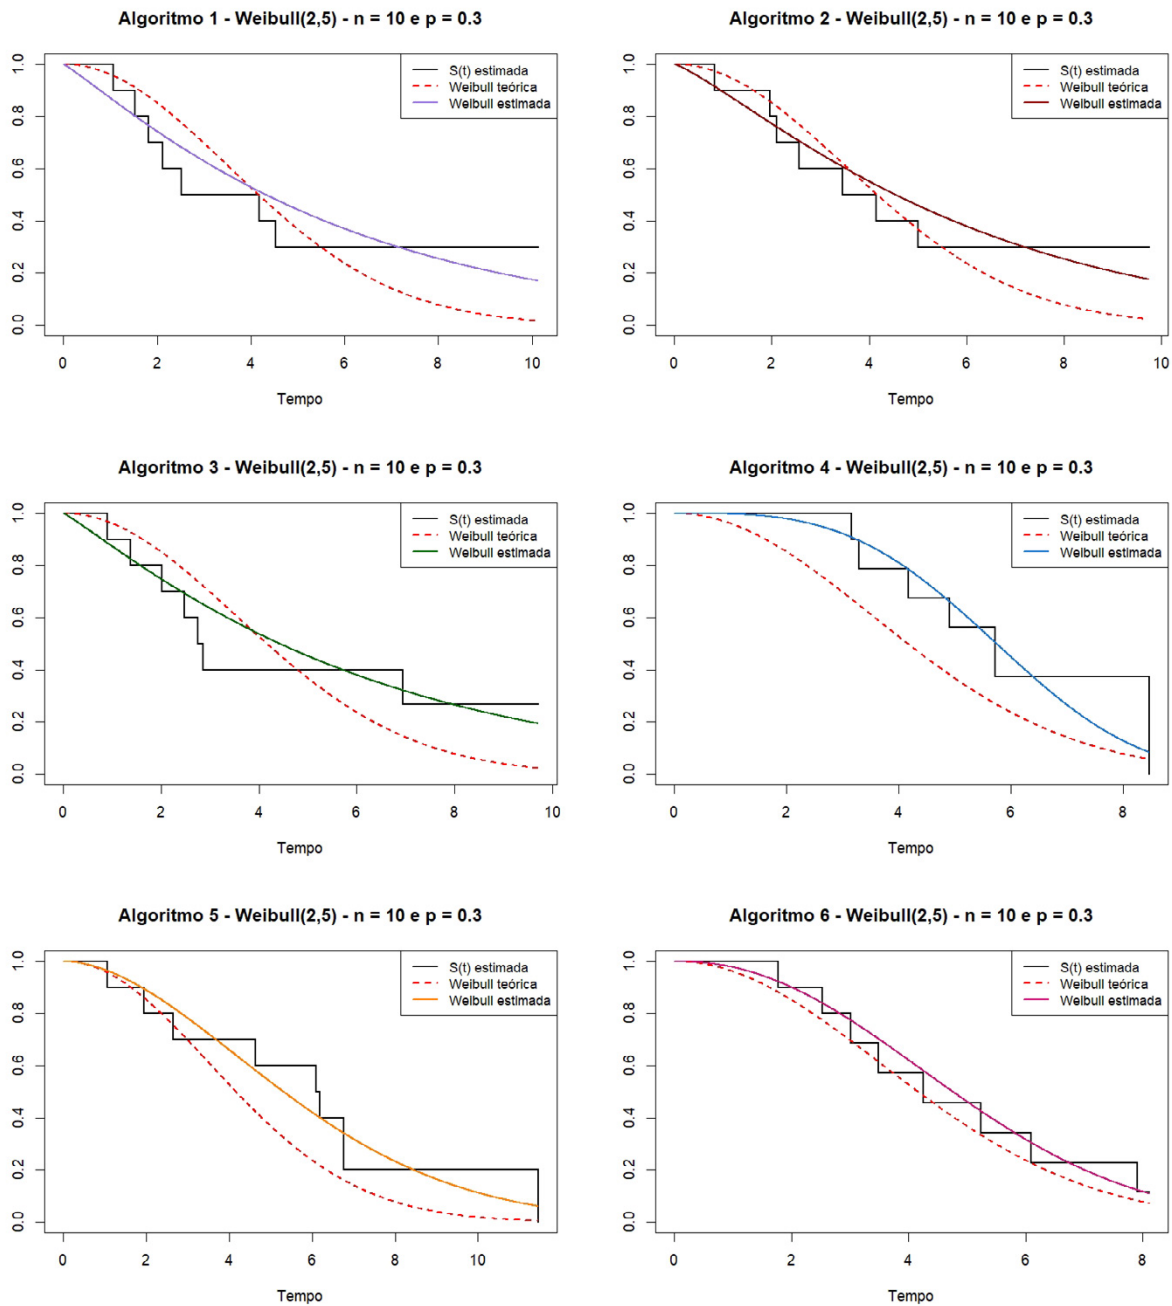 Algoritmo 1 - Weibull(2,5) - n = 10 e p = 0.3
S(t) estimada
Weibull teórica
Weibull estimada
1.0
0.8
0.6
0.4
0.2
0.0
0 2 4 6 8 10
Tempo
Algoritmo 2 - Weibull(2,5) - n = 10 e p = 0.3
S(t) estimada
Weibull teórica
Weibull estimada
1.0
0.8
0.6
0.4
0.2
0.0
0 2 4 6 8 10
Tempo
Algoritmo 3 - Weibull(2,5) - n = 10 e p = 0.3
S(t) estimada
Weibull teórica
Weibull estimada
1.0
0.8
0.6
0.4
0.2
0.0
0 2 4 6 8 10
Tempo
Algoritmo 4 - Weibull(2,5) - n = 10 e p = 0.3
S(t) estimada
Weibull teórica
Weibull estimada
1.0
0.8
0.6
0.4
0.2
0.0
0 2 4 6 8
Tempo
Algoritmo 5 - Weibull(2,5) - n = 10 e p = 0.3
S(t) estimada
Weibull teórica
Weibull estimada
1.0
0.8
0.6
0.4
0.2
0.0
0 2 4 6 8 10
Tempo
Algoritmo 6 - Weibull(2,5) - n = 10 e p = 0.3
S(t) estimada
Weibull teórica
Weibull estimada
1.0
0.8
0.6
0.4
0.2
0.0
0 2 4 6 8
Tempo